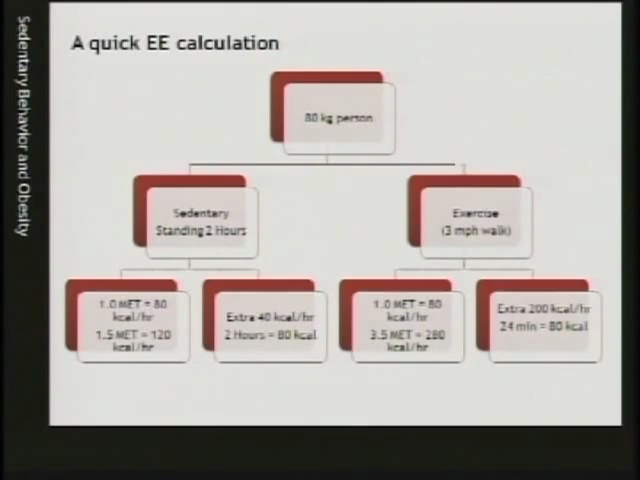 A quick EE calculation
80 kg person
Sedentary
Standing 2 Hours
Exercise
(3 mph walk)
1.0 MET = 80
kcal/hr
1.5 MET = 120
kcal/hr
Extra 40 kcal/hr
2 Hours = 80 kcal
1.0 MET = 80
kcal/hr
3.5 MET = 280
kcal/hr
Extra 200 kcal/hr
24 min = 80 kcal
Sedentary Behavior and Obesity